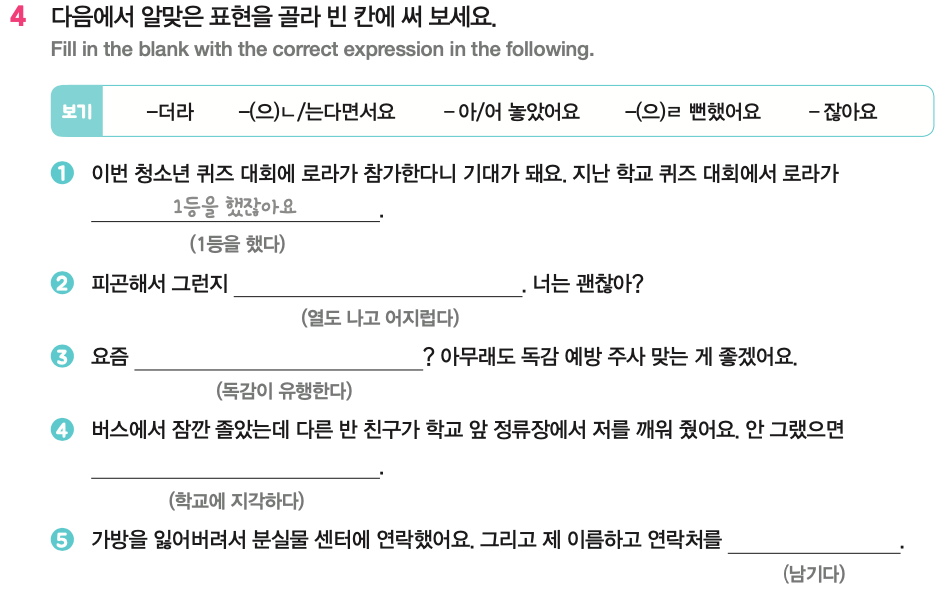 4 다음에서 알맞은 표현을 골라 빈 칸에 써 보세요.
Fill in the blank with the correct expression in the following.
보기 –더라 –(으)ㄴ/는다면서요 – 아/어 놓았어요 –(으)ㄹ 뻔했어요 – 잖아요
1 이번 청소년 퀴즈 대회에 로라가 참가한다니 기대가 돼요. 지난 학교 퀴즈 대회에서 로라가
1등을 했잖아요.
(1등을 했다)
2 피곤해서 그런지 ______. 너는 괜찮아?
(열도 나고 어지럽다)
3 요즘 ______? 아무래도 독감 예방 주사 맞는 게 좋겠어요.
(독감이 유행한다)
4 버스에서 잠깐 졸았는데 다른 반 친구가 학교 앞 정류장에서 저를 깨워 줬어요. 안 그랬으면
______.
(학교에 지각하다)
5 가방을 잃어버려서 분실물 센터에 연락했어요. 그리고 제 이름하고 연락처를 ______.
(남기다)